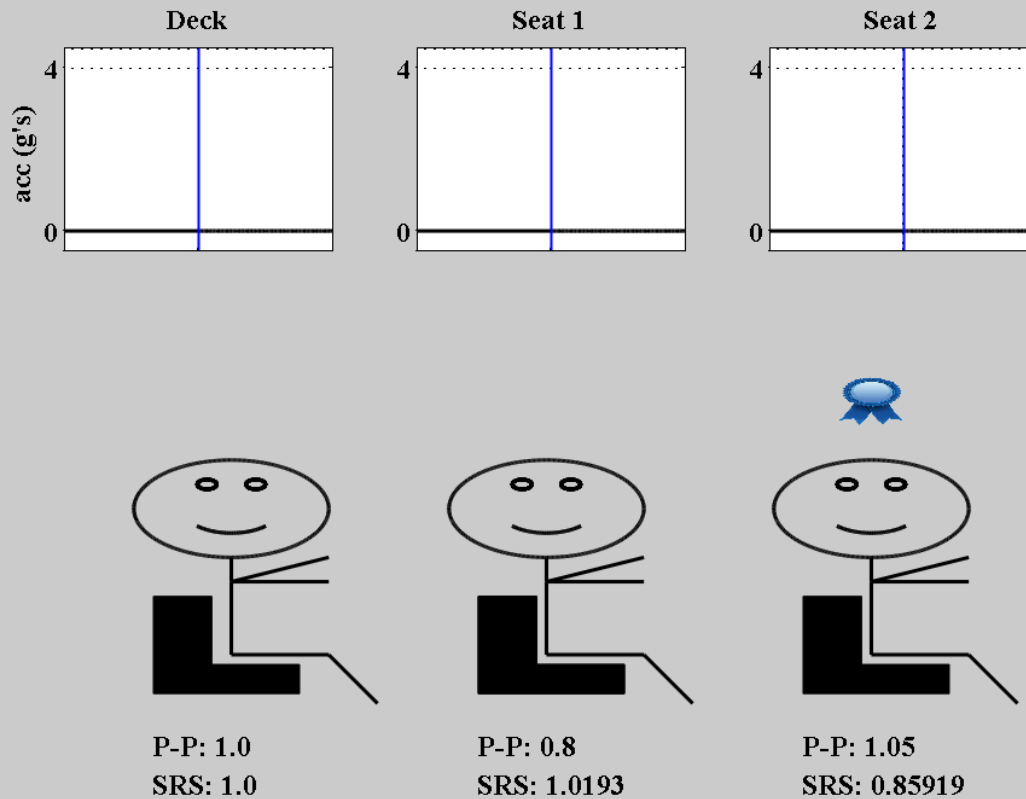 Deck
Seat 1
Seat 2
acc (g's)
4
0
4
0
4
0
P-P: 1.0
SRS: 1.0
P-P: 0.8
SRS: 1.0193
P-P: 1.05
SRS: 0.85919